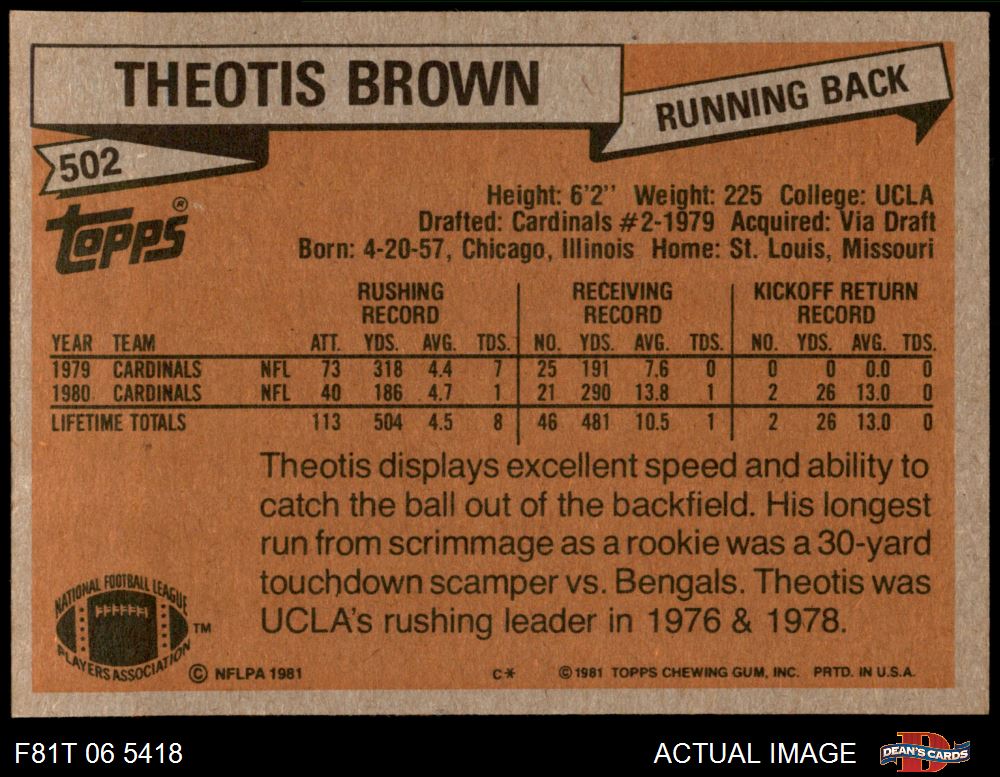 THEOTIS BROWN
RUNNING BACK
502
Topps®
Height: 6'2'' Weight: 225 College: UCLA
Drafted: Cardinals #2-1979 Acquired: Via Draft
Born: 4-20-57, Chicago, Illinois Home: St. Louis, Missouri
RUSHING RECORD RECEIVING RECORD KICKOFF RETURN RECORD
YEAR TEAM ATT. YDS. AVG. TDS. NO. YDS. AVG. TDS. NO. YDS. AVG. TDS.
1979 CARDINALS NFL 73 318 4.4 7 25 191 7.6 0 0 0 0.0 0
1980 CARDINALS NFL 40 186 4.7 1 21 290 13.8 1 2 26 13.0 0
LIFETIME TOTALS 113 504 4.5 8 46 481 10.5 1 2 26 13.0 0
Theotis displays excellent speed and ability to
catch the ball out of the backfield. His longest
run from scrimmage as a rookie was a 30-yard
touchdown scamper vs. Bengals. Theotis was
UCLA's rushing leader in 1976 & 1978.
NATIONAL FOOTBALL LEAGUE
PLAYERS ASSOCIATION
TM
© NFLPA 1981 C* © 1981 TOPPS CHEWING GUM, INC. PRTD. IN U.S.A.
F81T 06 5418 ACTUAL IMAGE DEAN'S CARDS